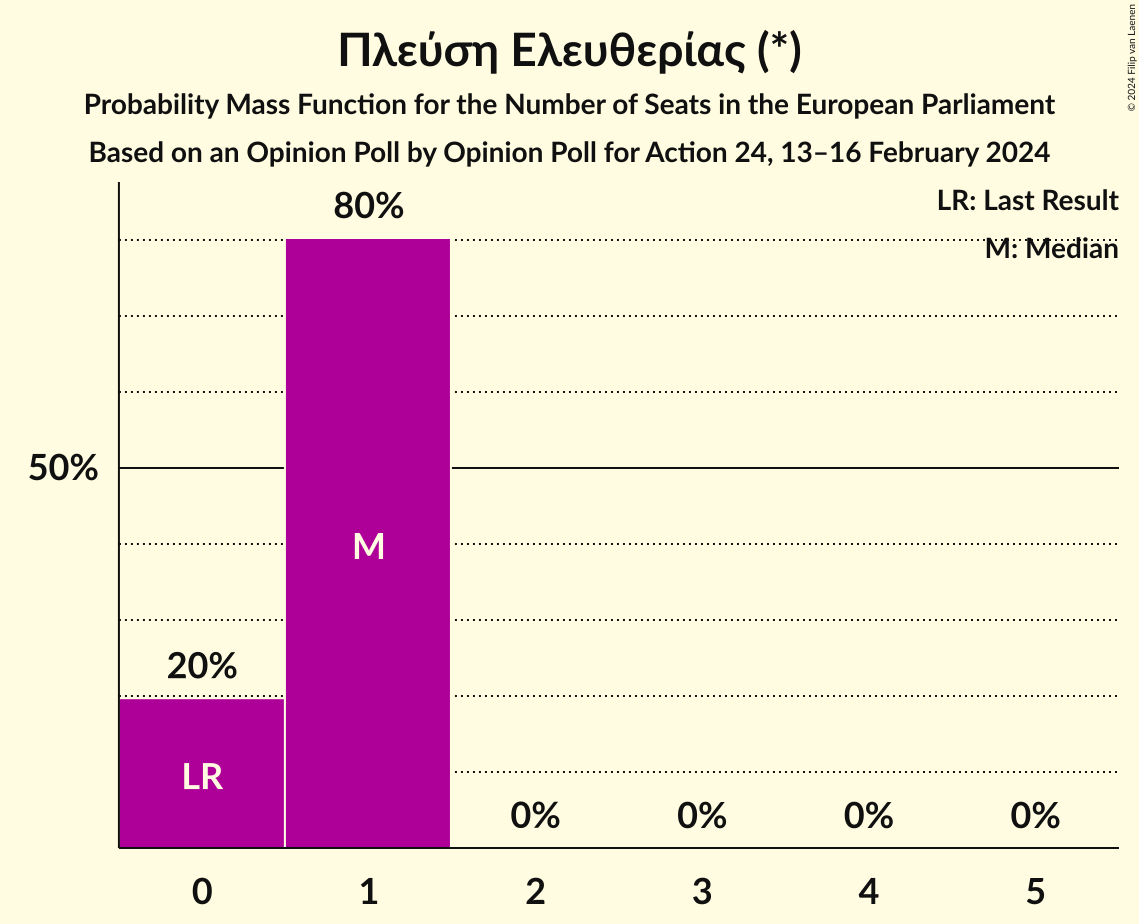 Πλεύση Ελευθερίας (*)
Probability Mass Function for the Number of Seats in the European Parliament
Based on an Opinion Poll by Opinion Poll for Action 24, 13–16 February 2024
© 2024 Filip van Laenen
LR: Last Result
M: Median
80%
50%
M
20%
LR
0% 0% 0% 0%
0 1 2 3 4 5